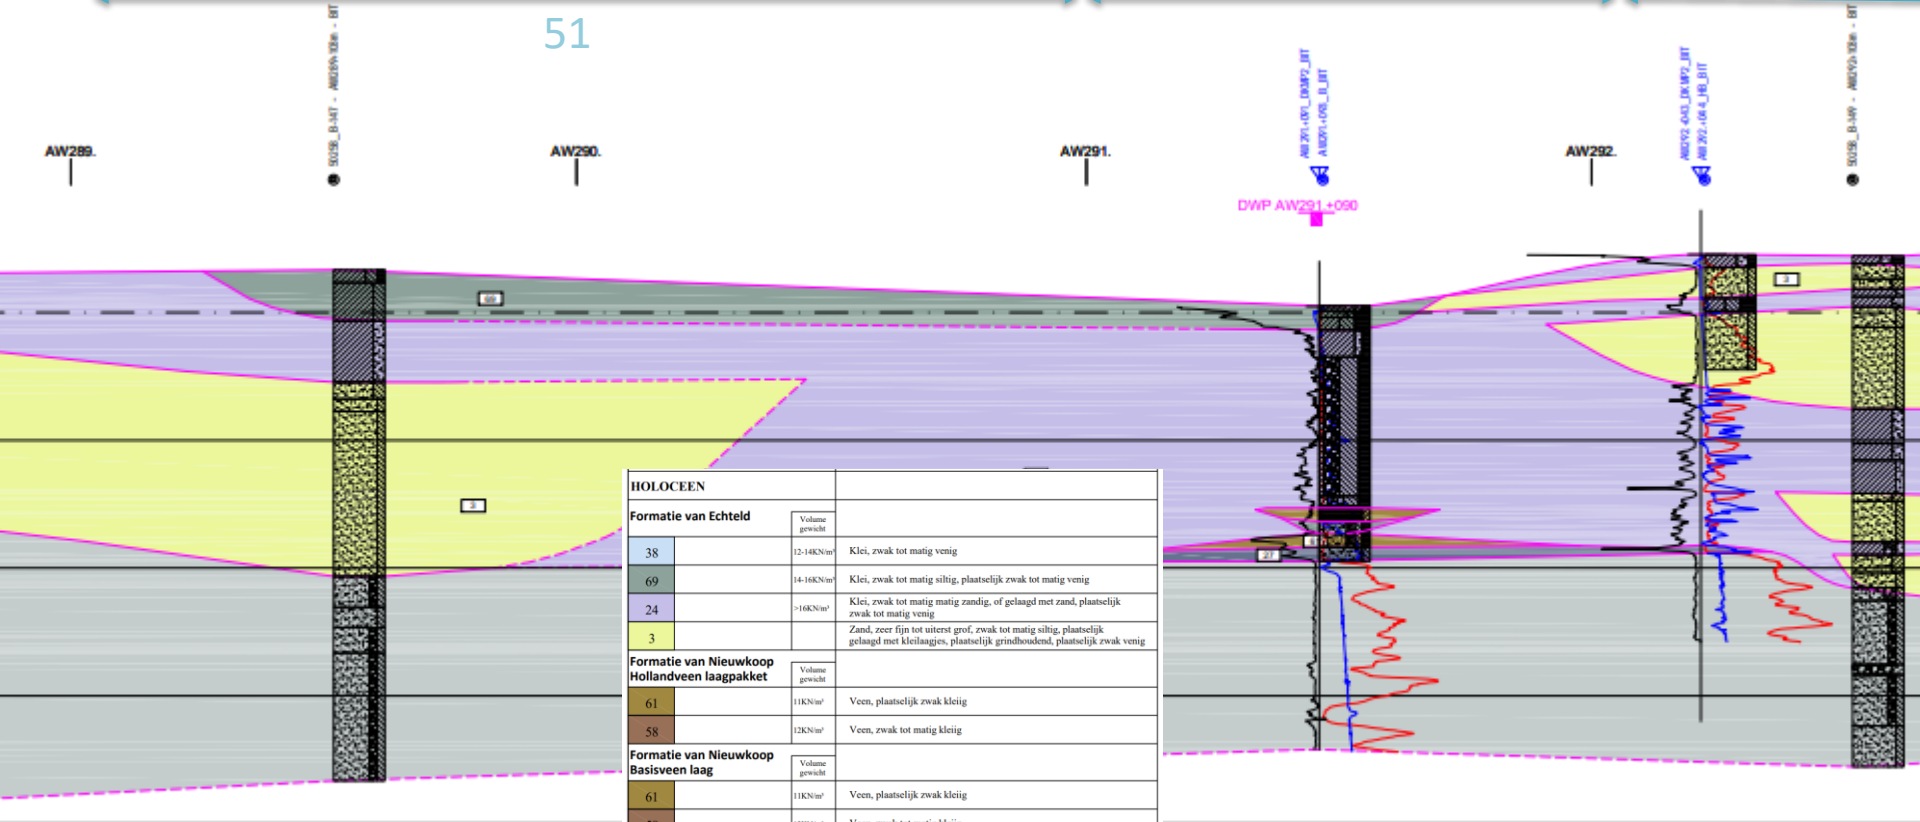 51
AW289.
AW290.
AW291.
AW292.
DWP AW291.+090
69
3
3
27
HOLOCEEN
Formatie van Echteld
Volume
gewicht
38
12-14KN/m³
Klei, zwak tot matig venig
69
14-16KN/m³
Klei, zwak tot matig siltig, plaatselijk zwak tot matig venig
24
>16KN/m³
Klei, zwak tot matig matig zandig, of gelaagd met zand, plaatselijk
zwak tot matig venig
3
Zand, zeer fijn tot uiterst grof, zwak tot matig siltig, plaatselijk
gelaagd met kleilaagjes, plaatselijk grindhoudend, plaatselijk zwak venig
Formatie van Nieuwkoop
Hollandveen laagpakket
Volume
gewicht
61
11KN/m³
Veen, plaatselijk zwak kleiig
58
12KN/m³
Veen, zwak tot matig kleiig
Formatie van Nieuwkoop
Basisveen laag
Volume
gewicht
61
11KN/m³
Veen, plaatselijk zwak kleiig